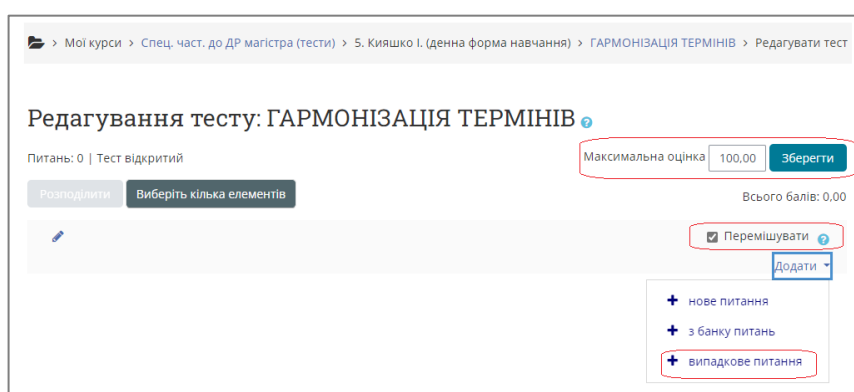 > Мої курси > Спец. част. до ДР магістра (тести) > 5. Кияшко І. (денна форма навчання) > ГАРМОНІЗАЦІЯ ТЕРМІНІВ > Редагувати тест
Редагування тесту: ГАРМОНІЗАЦІЯ ТЕРМІНІВ ?
Питань: 0 | Тест відкритий
Максимальна оцінка 100,00 Зберегти
Розподілити Виберіть кілька елементів
Всього балів: 0,00
Перемішувати ?
Додати
+ нове питання
+ з банку питань
+ випадкове питання